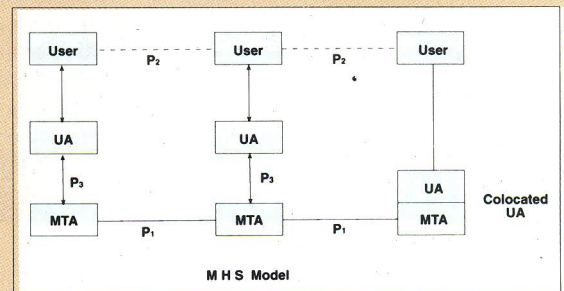 User User User
P₂ P₂
UA UA
P₃ P₃
UA
Colocated
UA
MTA MTA MTA
P₁ P₁
M H S Model